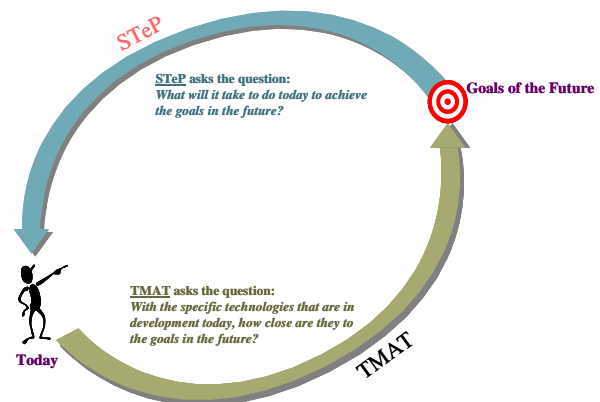 STeP
STeP asks the question:
What will it take to do today to achieve
the goals in the future?
Goals of the Future
TMAT asks the question:
With the specific technologies that are in
development today, how close are they to
the goals in the future?
Today
TMAT